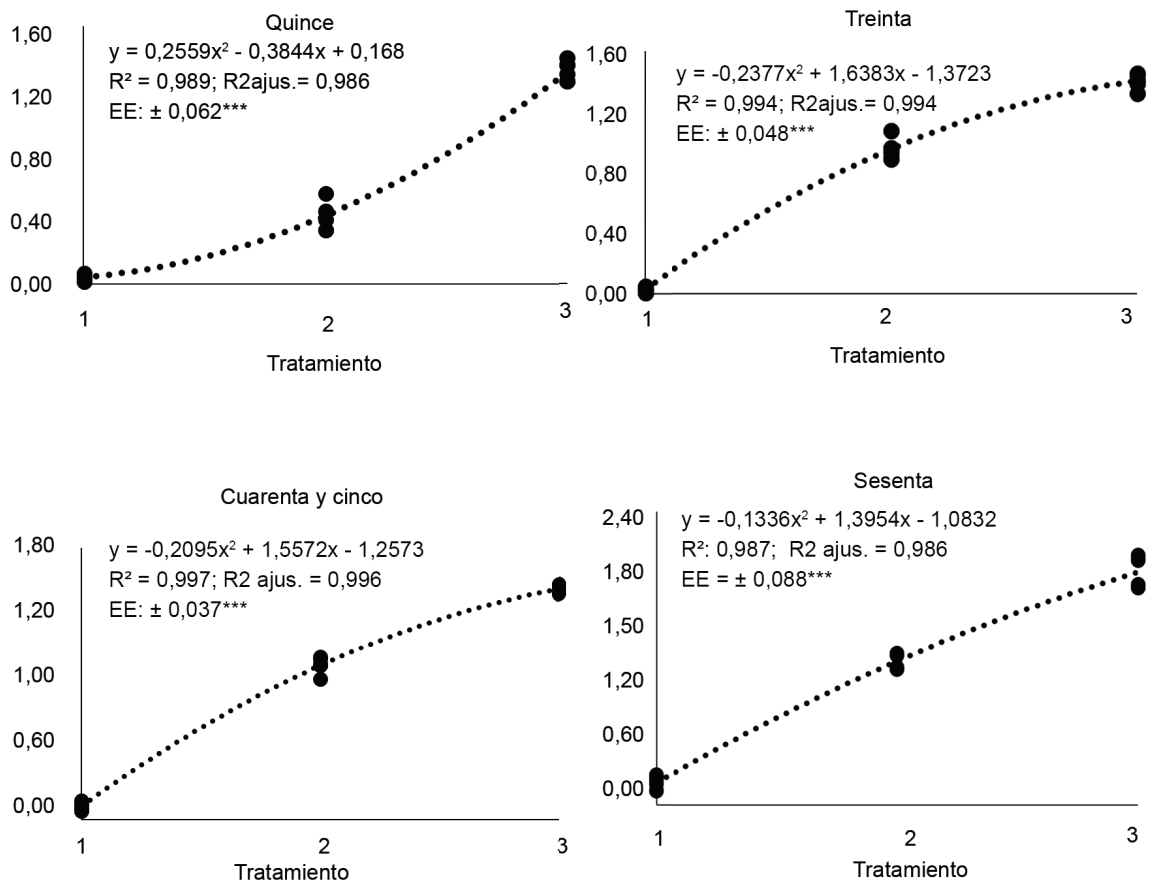 Quince
y = 0,2559x² - 0,3844x + 0,168
R² = 0,989; R2ajus.= 0,986
EE: ± 0,062***
1,60
1,20
0,80
0,40
0,00
1
2
3
Tratamiento
Treinta
y = -0,2377x² + 1,6383x - 1,3723
R² = 0,994; R2ajus.= 0,994
EE: ± 0,048***
1,60
1,20
0,80
0,40
0,00
1
2
3
Tratamiento
Cuarenta y cinco
y = -0,2095x² + 1,5572x - 1,2573
R² = 0,997; R2 ajus. = 0,996
EE: ± 0,037***
1,80
1,20
1,00
0,60
0,00
1
2
3
Tratamiento
Sesenta
y = -0,1336x² + 1,3954x - 1,0832
R²: 0,987; R2 ajus. = 0,986
EE = ± 0,088***
2,40
1,80
1,50
1,20
0,60
0,00
1
2
3
Tratamiento